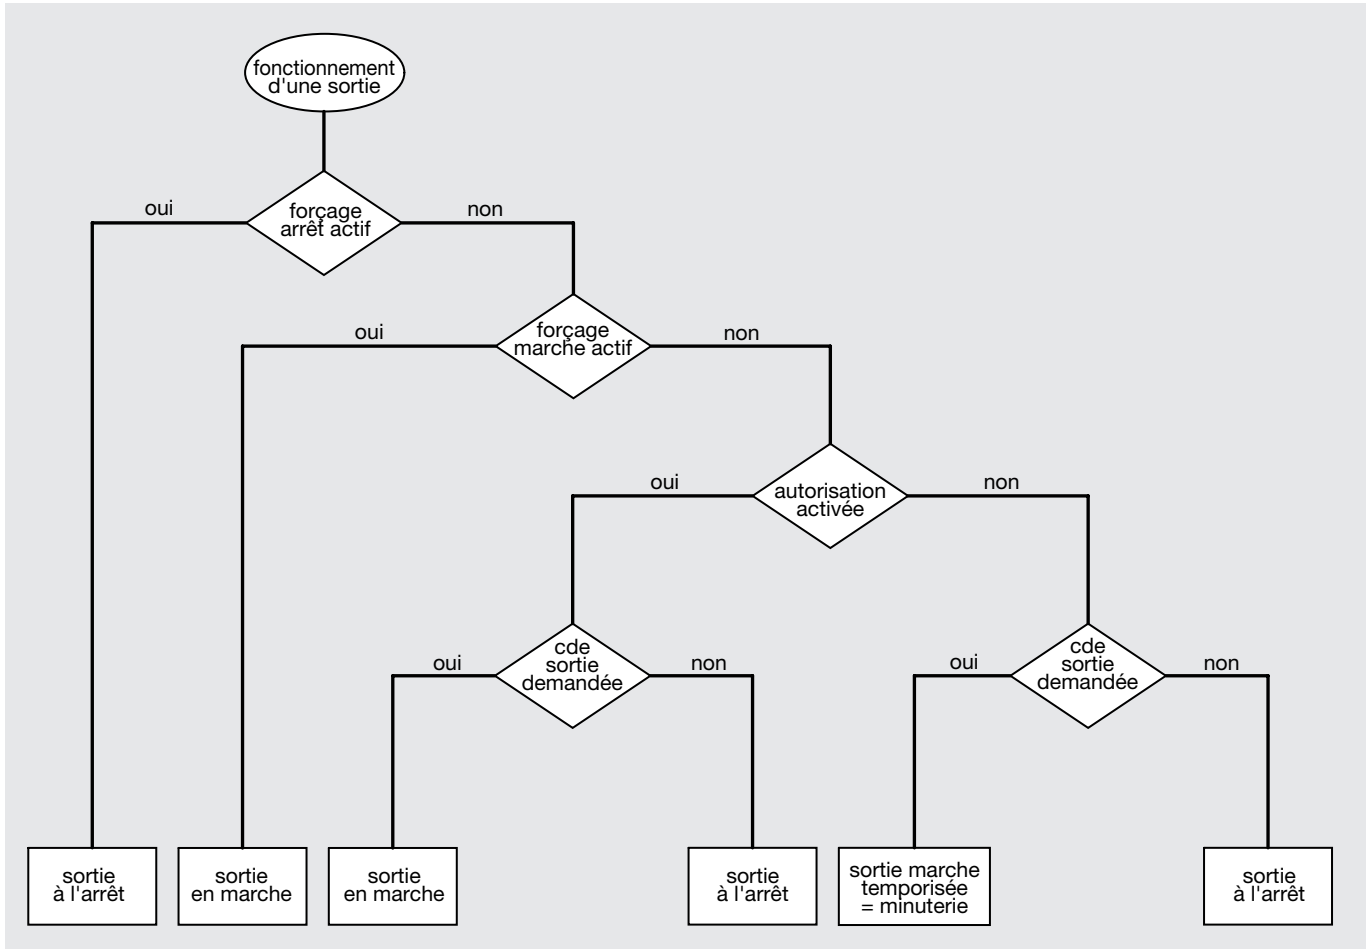 fonctionnement
d'une sortie
oui
forçage
arrêt actif
non
oui
forçage
marche actif
non
oui
autorisation
activée
non
oui
cde
sortie
demandée
non
oui
cde
sortie
demandée
non
sortie
à l'arrêt
sortie
en marche
sortie
en marche
sortie
à l'arrêt
sortie marche
temporisée
= minuterie
sortie
à l'arrêt